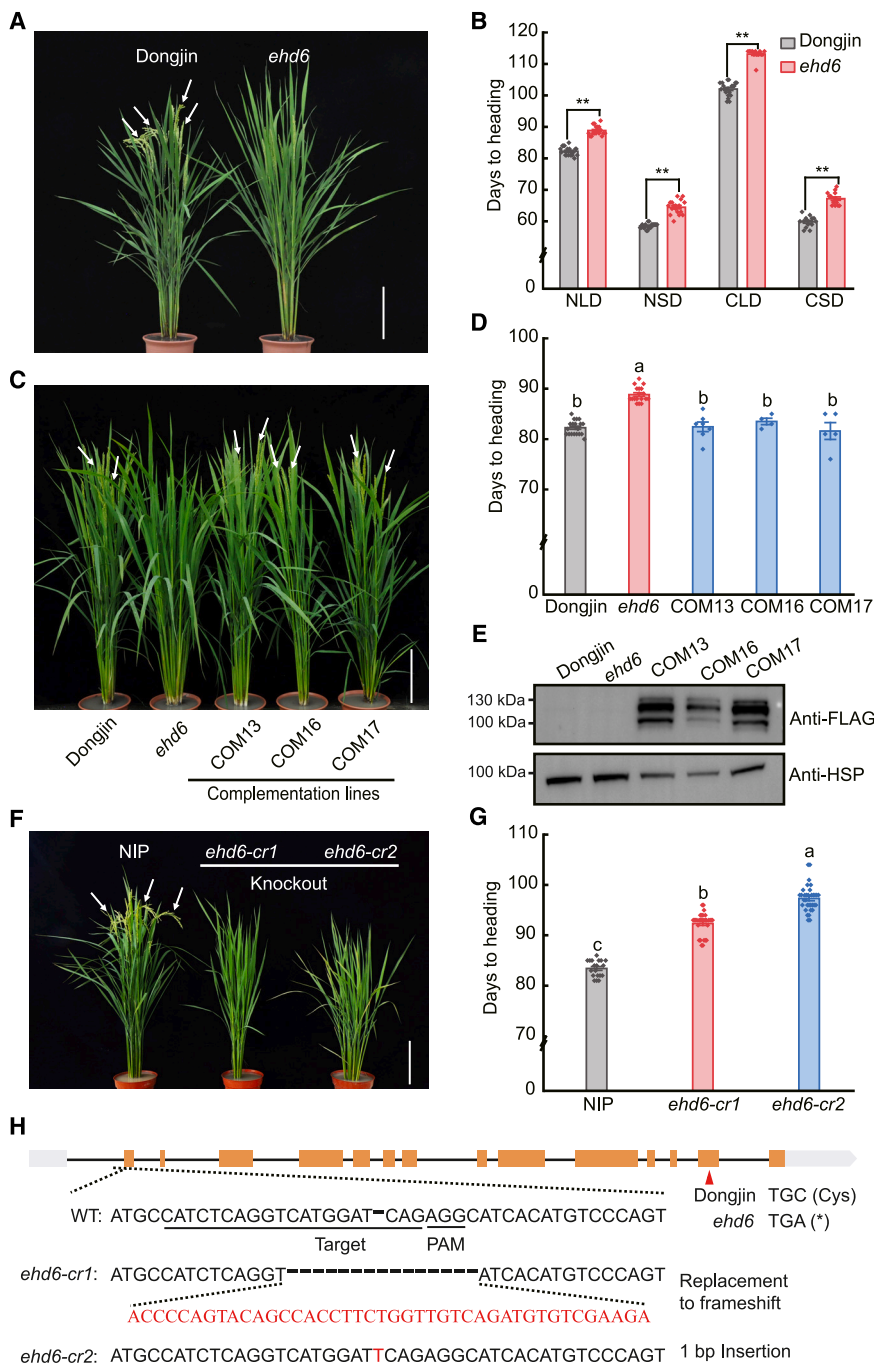 A
Dongjin ehd6
B
Days to heading
120
110
100
90
80
70
60
0
** ** ** **
Dongjin
ehd6
NLD NSD CLD CSD
C
Dongjin ehd6 COM13 COM16 COM17
Complementation lines
D
Days to heading
100
90
80
70
0
b a b b b
Dongjin ehd6 COM13 COM16 COM17
E
Dongjin ehd6 COM13 COM16 COM17
130 kDa
100 kDa
Anti-FLAG
100 kDa
Anti-HSP
F
NIP ehd6-cr1 ehd6-cr2
Knockout
G
Days to heading
110
100
90
80
70
0
c b a
NIP ehd6-cr1 ehd6-cr2
H
Dongjin TGC (Cys)
ehd6 TGA (*)
WT: ATGCCATCTCAGGTCATGGAT-CAGAGGCATCACATGTCCCAGT
Target PAM
ehd6-cr1: ATGCCATCTCAGGT---------------ATCACATGTCCCAGT
Replacement
to frameshift
ACCCCAGTACAGCCACCTTCTGGTTGTCAGATGTGTCGAAGA
ehd6-cr2: ATGCCATCTCAGGTCATGGATTCAGAGGCATCACATGTCCCAGT
1 bp Insertion